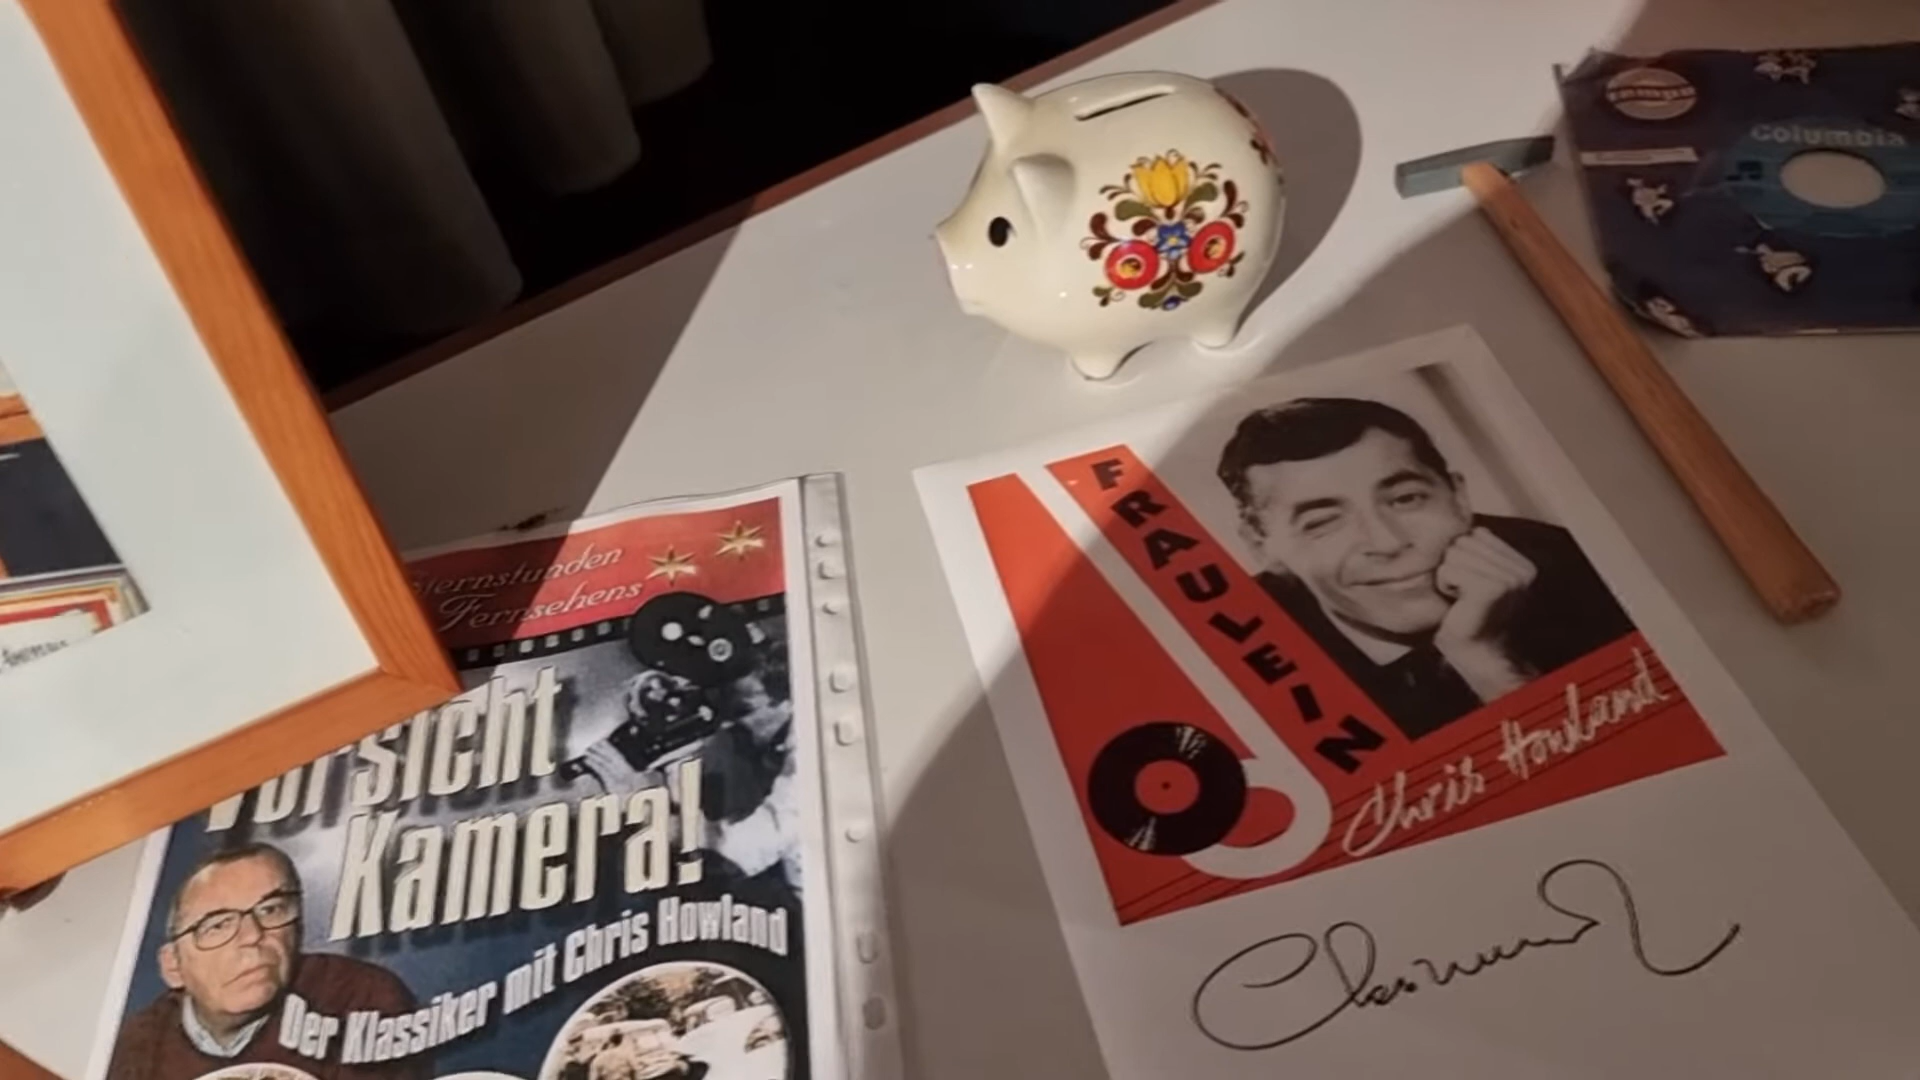 Columbia
Sternstunden
Fernsehens
Vorsicht
Kamera!
Der Klassiker mit Chris Howland
FRAULEIN
Chris Howland